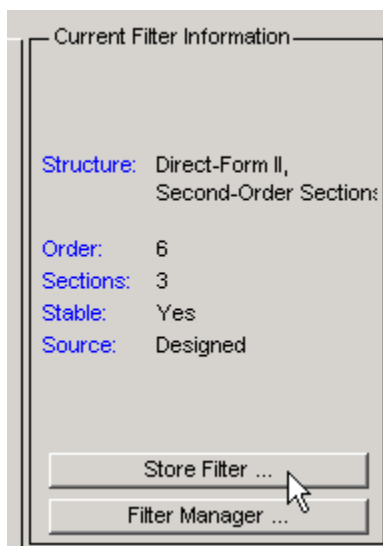 Current Filter Information
Structure: Direct-Form II,
Second-Order Sections
Order: 6
Sections: 3
Stable: Yes
Source: Designed
Store Filter ...
Filter Manager ...